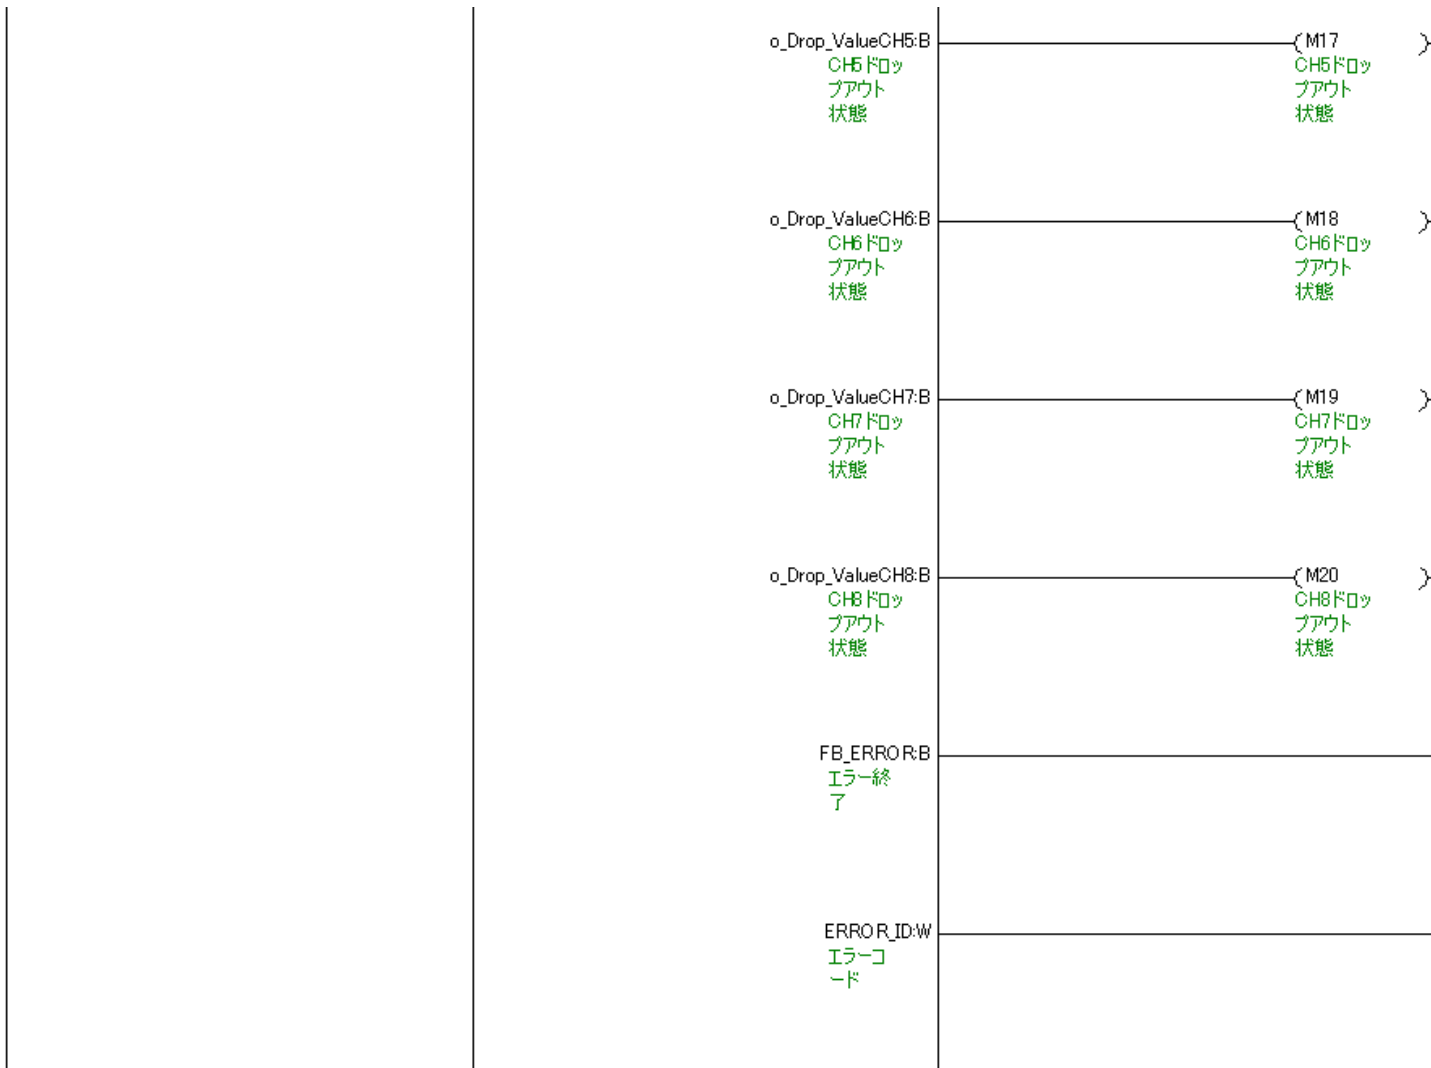 o_Drop_ValueCH5:B (M17 )
CH5ドロッ CH5ドロッ
プアウト プアウト
状態 状態
o_Drop_ValueCH6:B (M18 )
CH6ドロッ CH6ドロッ
プアウト プアウト
状態 状態
o_Drop_ValueCH7:B (M19 )
CH7ドロッ CH7ドロッ
プアウト プアウト
状態 状態
o_Drop_ValueCH8:B (M20 )
CH8ドロッ CH8ドロッ
プアウト プアウト
状態 状態
FB_ERROR:B
エラー終
了
ERROR_ID:W
エラーコ
ード